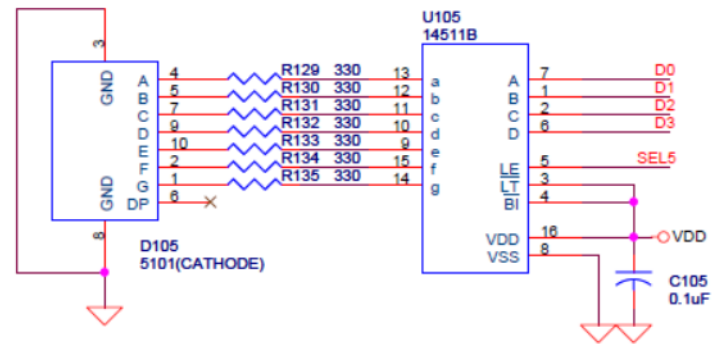 U105
14511B
3
GND
A 4 R129 330 13 a A 7 D0
B 5 R130 330 12 b B 1 D1
C 7 R131 330 11 c C 2 D2
D 9 R132 330 10 d D 6 D3
E 10 R133 330 9 e
F 2 R134 330 15 f LE 5 SEL5
G 1 R135 330 14 g LT 3
GND DP 6 BI 4
VDD 16 VDD
8 VSS 8
D105
5101(CATHODE)
C105
0.1uF